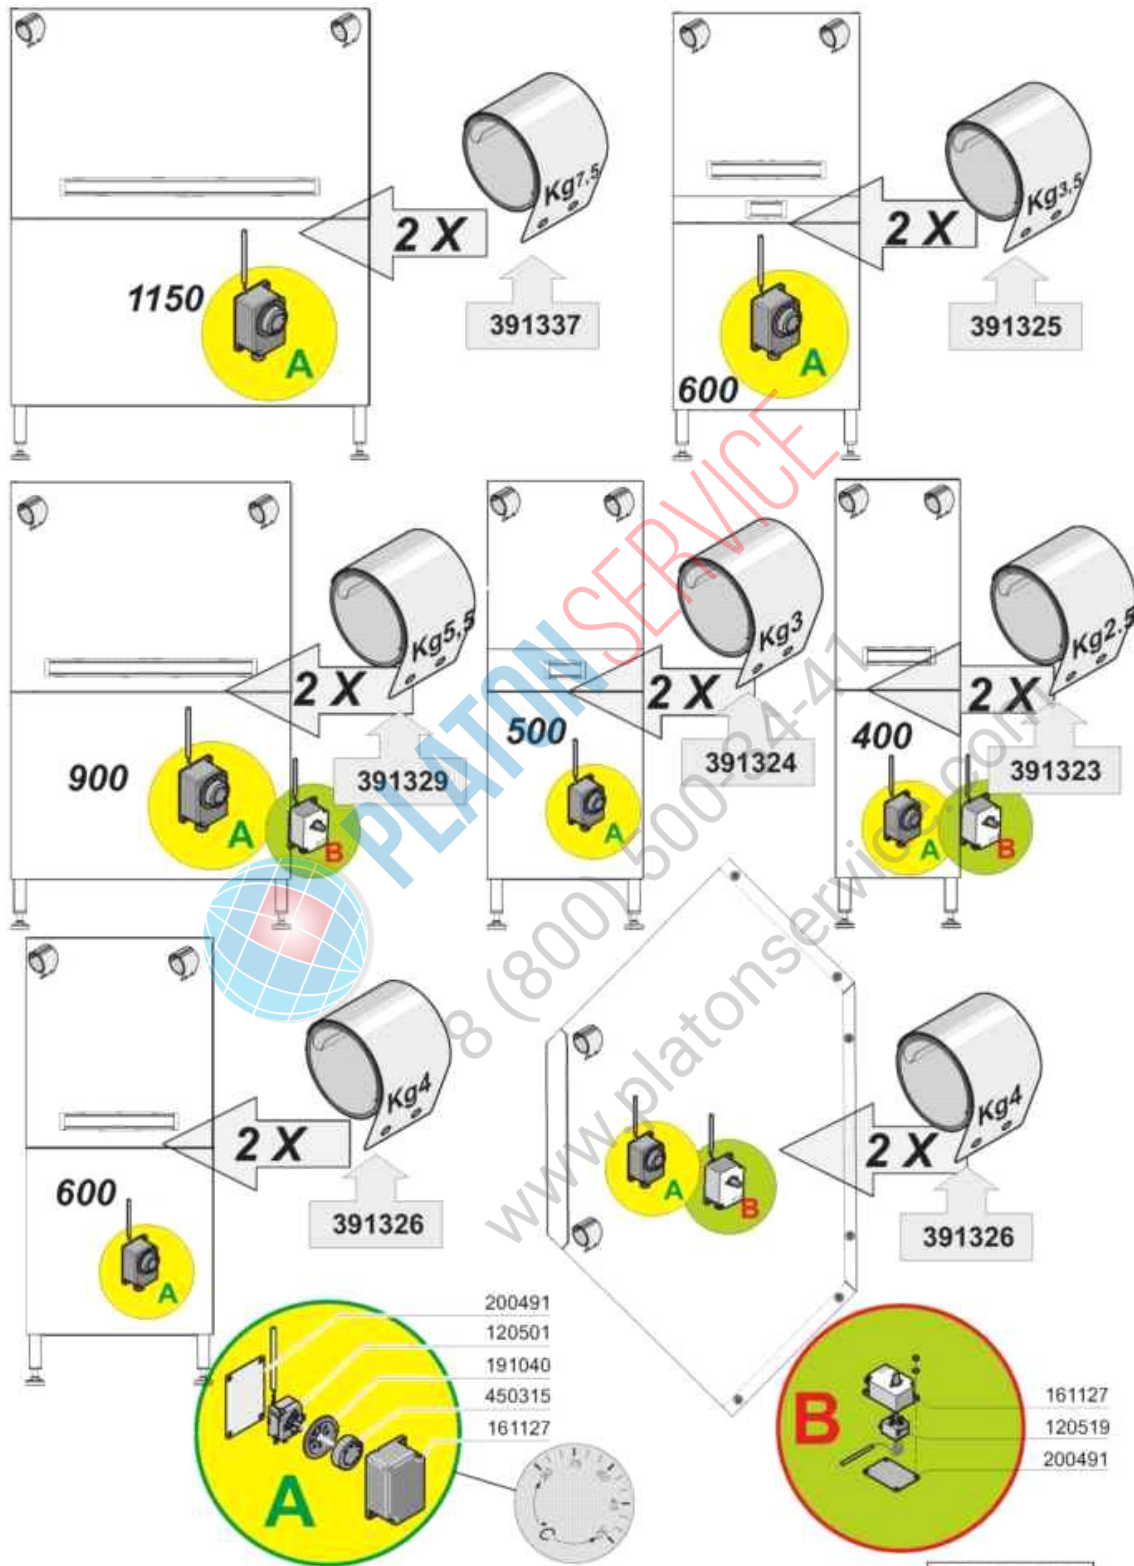 Kg7,5
2 X
1150
391337
A
Kg3,5
2 X
391325
A
600
Kg5,5
2 X
900
391329
A
B
Kg3
2 X
500
391324
A
Kg2.5
2 X
400
391323
A
B
PLATON SERVICE
8 (800) 500-34-41
www.platonservice.com
Kg4
2 X
600
391326
A
Kg4
2 X
391326
A
B
200491
120501
191040
450315
161127
A
°C
B
161127
120519
200491